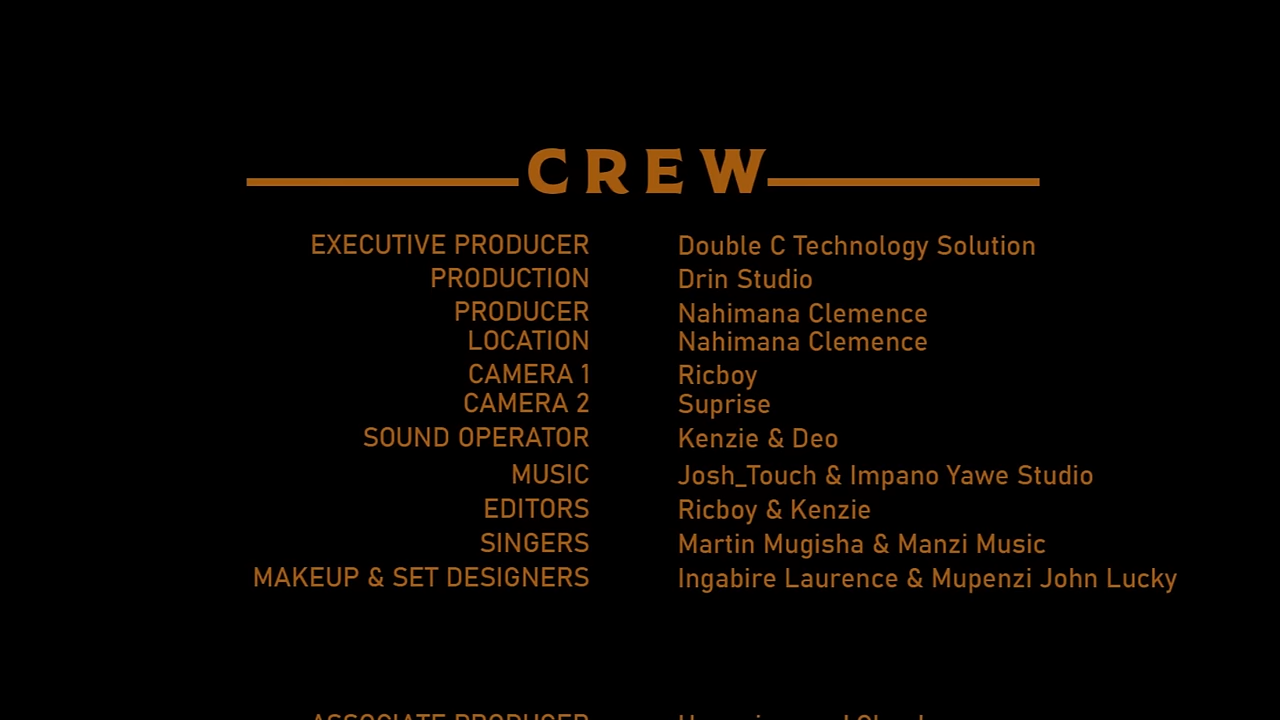 CREW
EXECUTIVE PRODUCER Double C Technology Solution
PRODUCTION Drin Studio
PRODUCER Nahimana Clemence
LOCATION Nahimana Clemence
CAMERA 1 Ricboy
CAMERA 2 Suprise
SOUND OPERATOR Kenzie & Deo
MUSIC Josh_Touch & Impano Yawe Studio
EDITORS Ricboy & Kenzie
SINGERS Martin Mugisha & Manzi Music
MAKEUP & SET DESIGNERS Ingabire Laurence & Mupenzi John Lucky
ASSOCIATE PRODUCER